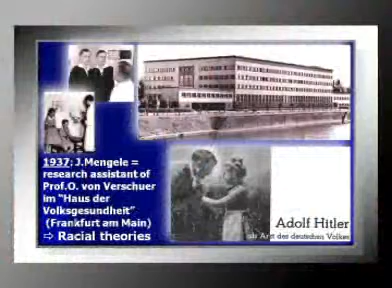 1937: J.Mengele =
research assistant of
Prof.O. von Verschuer
im "Haus der
Volksgesundheit"
(Frankfurt am Main)
⇨ Racial theories
Adolf Hitler
als Arzt des deutschen Volkes